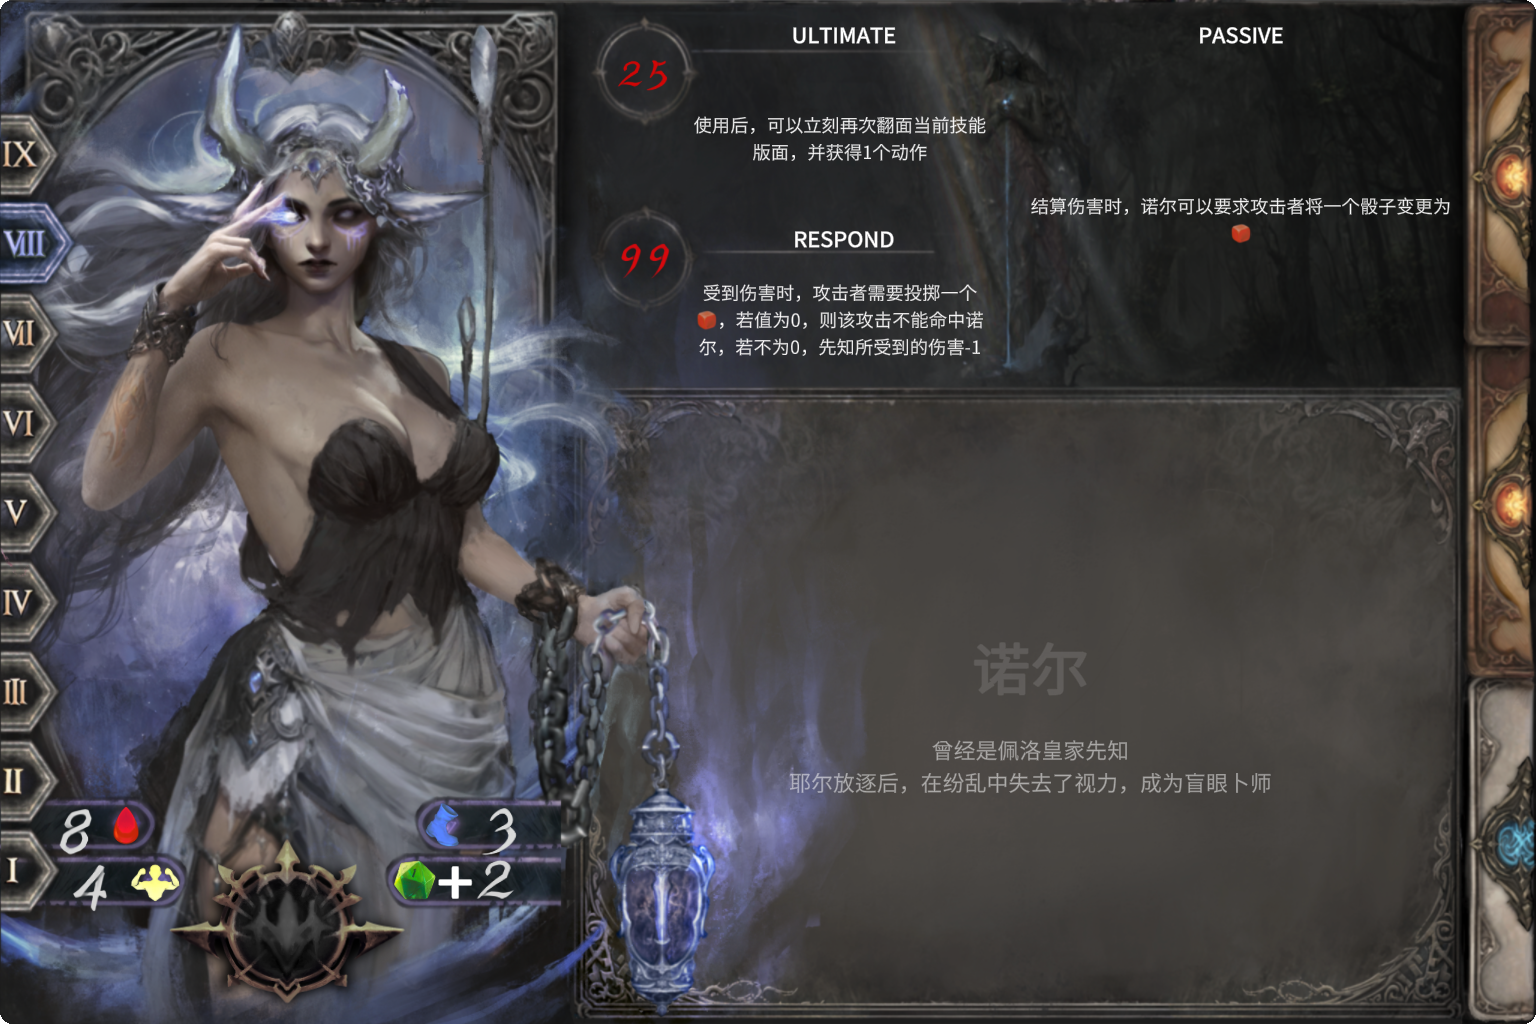 ULTIMATE
25
使用后，可以立刻再次翻面当前技能
版面，并获得1个动作
RESPOND
99
受到伤害时，攻击者需要投掷一个
，若值为0，则该攻击不能命中诺
尔，若不为0，先知所受到的伤害-1
PASSIVE
结算伤害时，诺尔可以要求攻击者将一个骰子变更为
IX
VIII
VII
VI
V
IV
III
II
I
8
4
3
+2
诺尔
曾经是佩洛皇家先知
耶尔放逐后，在纷乱中失去了视力，成为盲眼卜师